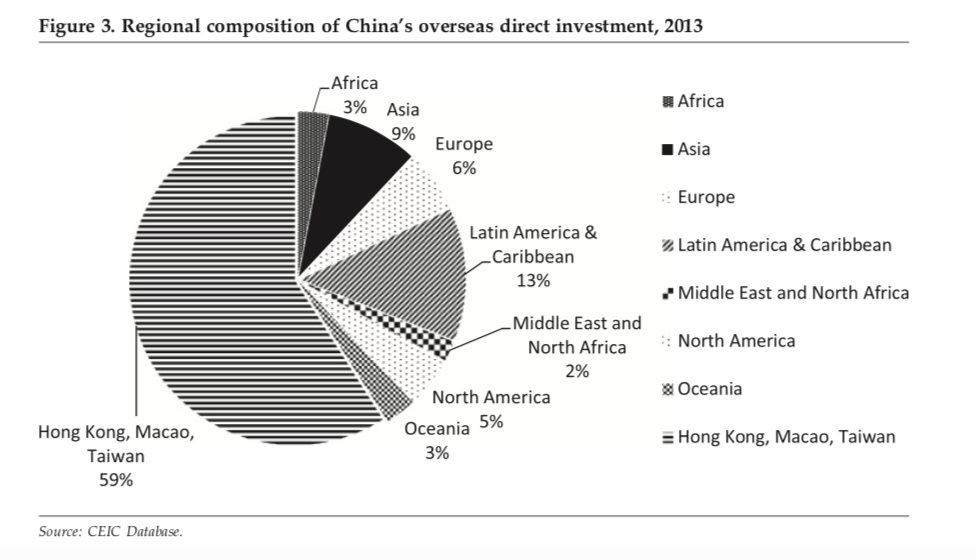 Figure 3. Regional composition of China's overseas direct investment, 2013
Africa
3%
Asia
9%
Europe
6%
Latin America &
Caribbean
13%
Middle East and
North Africa
2%
North America
5%
Oceania
3%
Hong Kong, Macao,
Taiwan
59%
Africa
Asia
Europe
Latin America & Caribbean
Middle East and North Africa
North America
Oceania
Hong Kong, Macao, Taiwan
Source: CEIC Database.